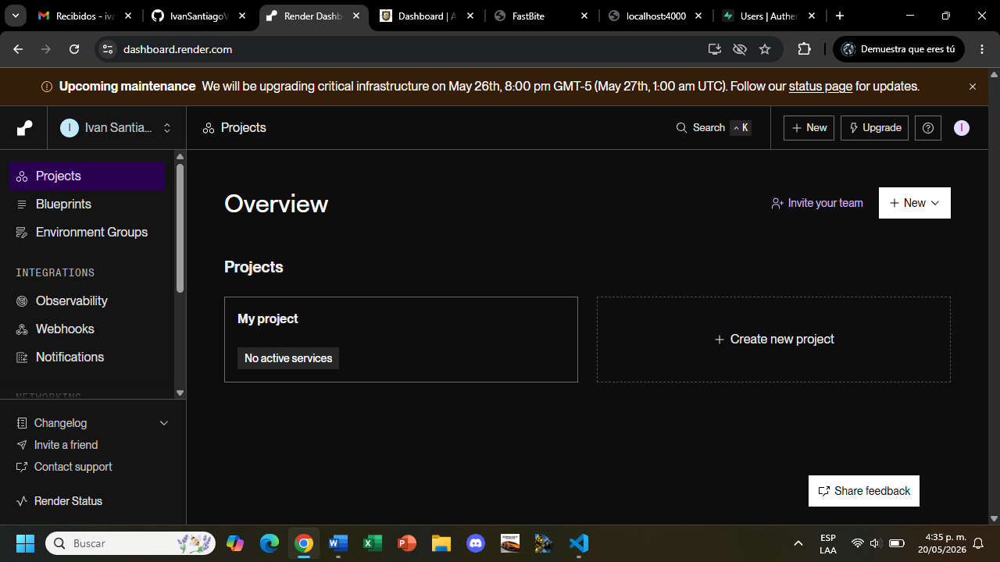 Recibidos - iva
IvanSantiagoV
Render Dashb
Dashboard | A
FastBite
localhost:4000
Users | Authen
dashboard.render.com
Demuestra que eres tú
Upcoming maintenance We will be upgrading critical infrastructure on May 26th, 8:00 pm GMT-5 (May 27th, 1:00 am UTC). Follow our status page for updates.
I Ivan Santia...
Projects
Search ^ K
+ New
Upgrade
I
Projects
Blueprints
Environment Groups
INTEGRATIONS
Observability
Webhooks
Notifications
NETWORKING
Changelog
Invite a friend
Contact support
Render Status
Overview
Invite your team
+ New
Projects
My project
No active services
+ Create new project
Share feedback
Buscar
ESP
LAA
4:35 p. m.
20/05/2026